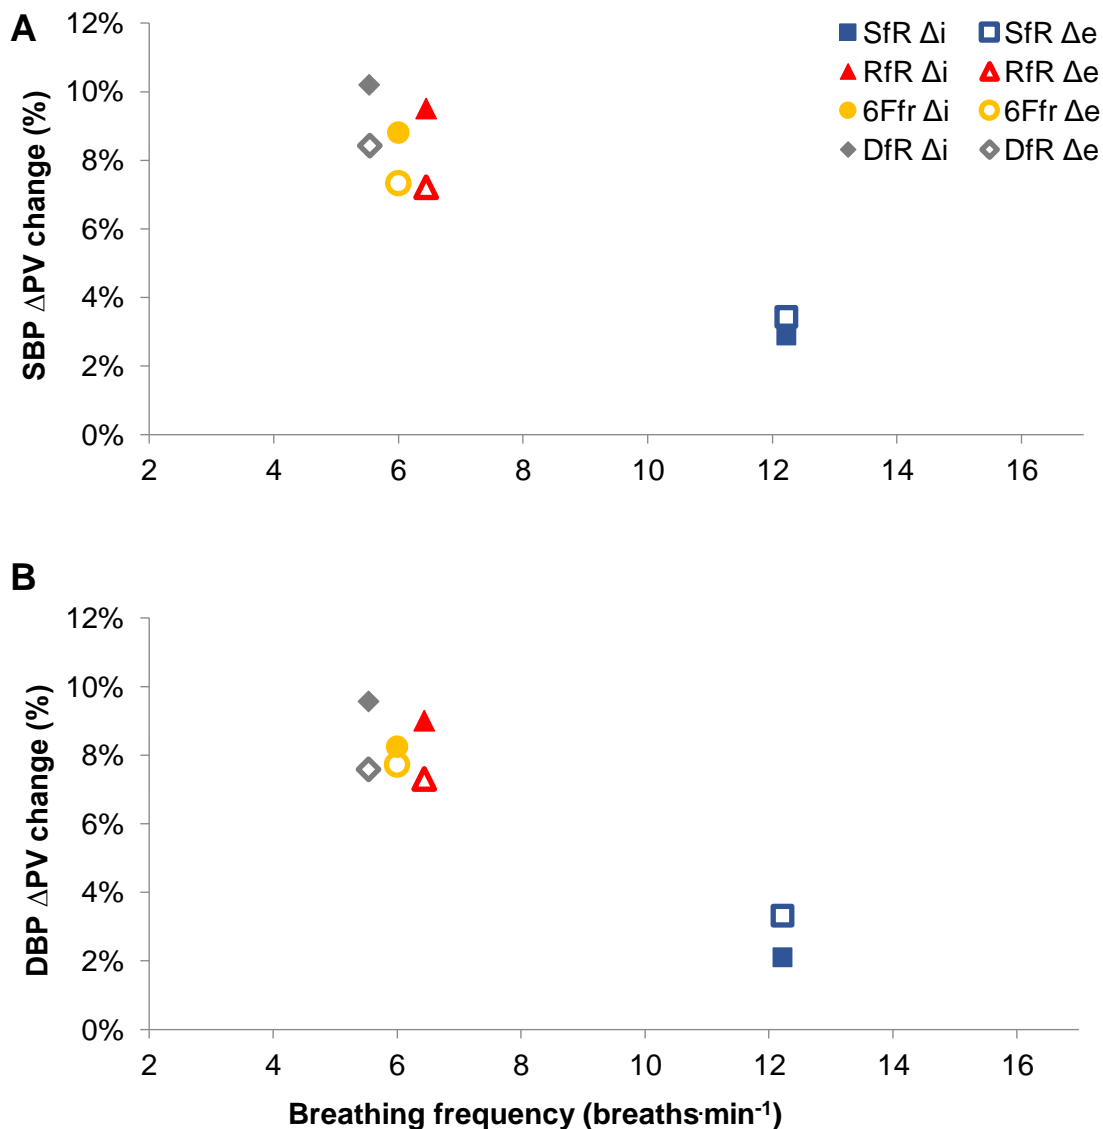 A
12%
10%
8%
6%
4%
2%
0%
SBP ΔPV change (%)
SfR Δi SfR Δe
RfR Δi RfR Δe
6Ffr Δi 6Ffr Δe
DfR Δi DfR Δe
2 4 6 8 10 12 14 16
B
12%
10%
8%
6%
4%
2%
0%
DBP ΔPV change (%)
2 4 6 8 10 12 14 16
Breathing frequency (breaths·min⁻¹)